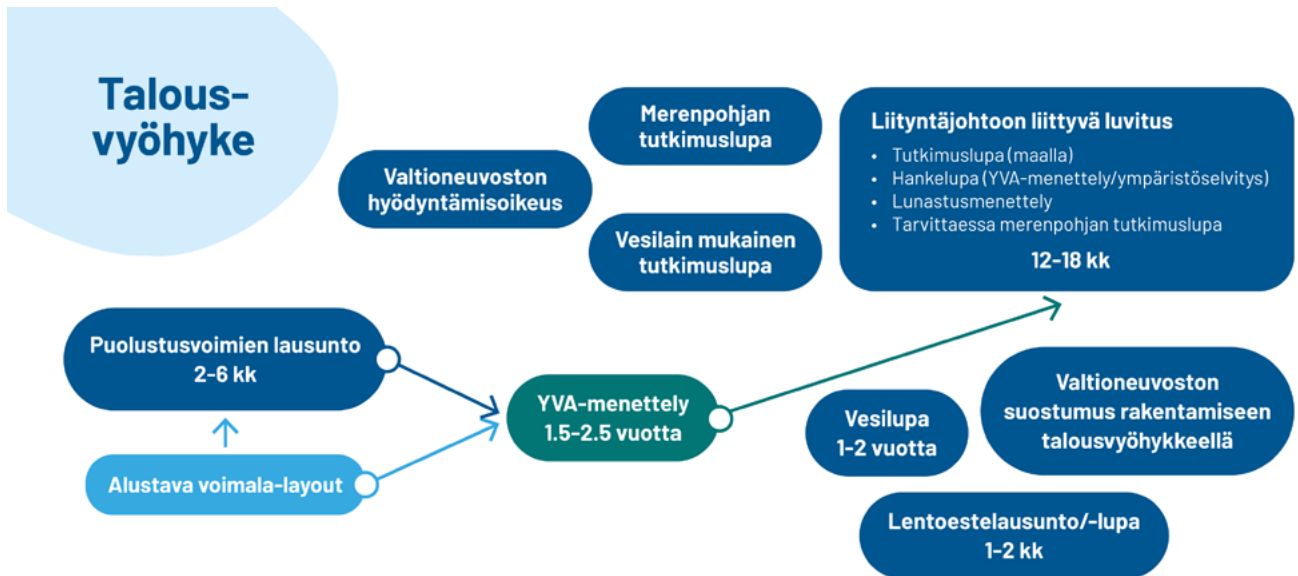 Talous-
vyöhyke
Valtioneuvoston
hyödyntämisoikeus
Merenpohjan
tutkimuslupa
Vesilain mukainen
tutkimuslupa
Liityntäjohtoon liittyvä luvitus
• Tutkimuslupa (maalla)
• Hankelupa (YVA-menettely/ympäristöselvitys)
• Lunastusmenettely
• Tarvittaessa merenpohjan tutkimuslupa
12-18 kk
Puolustusvoimien lausunto
2-6 kk
Alustava voimala-layout
YVA-menettely
1.5-2.5 vuotta
Vesilupa
1-2 vuotta
Valtioneuvoston
suostumus rakentamiseen
talousvyöhykkeellä
Lentoestelausunto/-lupa
1-2 kk